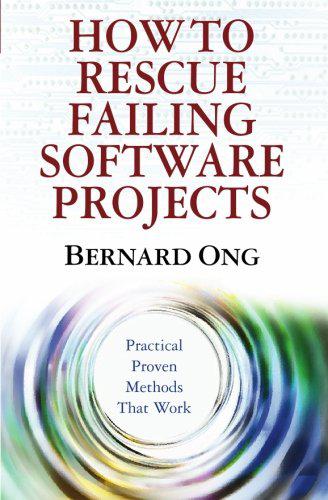 HOW TO
RESCUE
FAILING
SOFTWARE
PROJECTS
BERNARD ONG
Practical
Proven
Methods
That Work